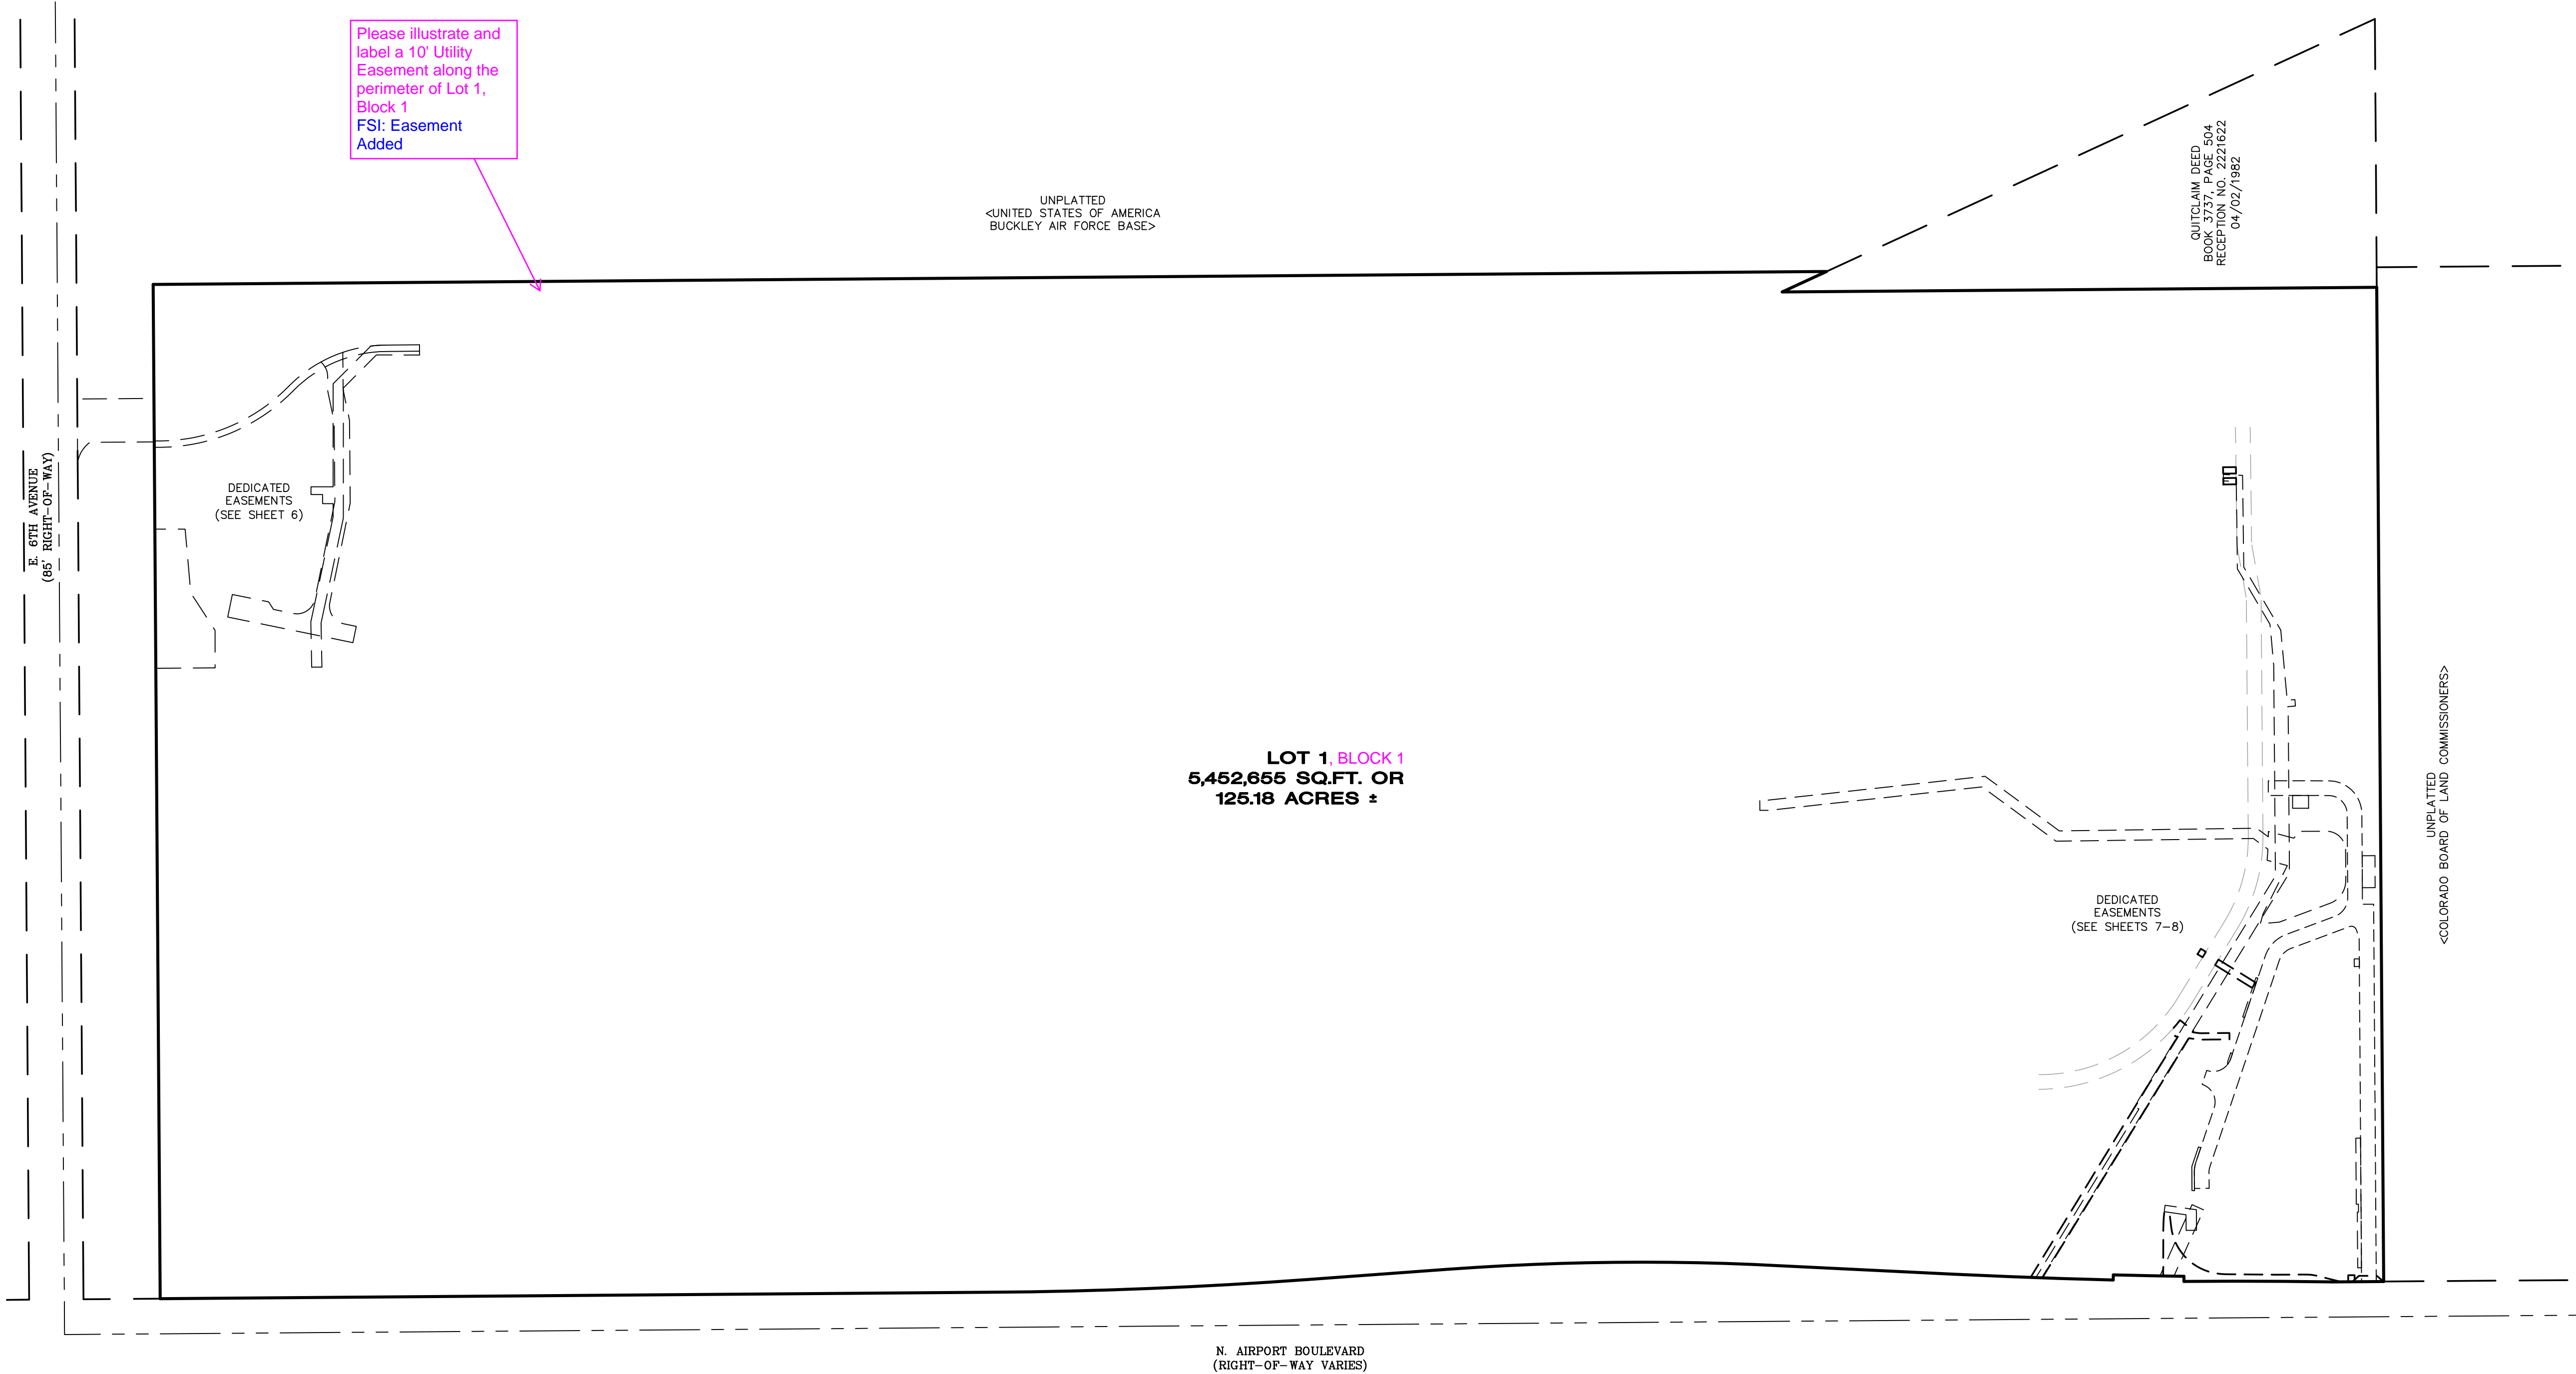 Please illustrate and
label a 10' Utility
Easement along the
perimeter of Lot 1,
Block 1
FSI: Easement
Added
UNPLATTED
<UNITED STATES OF AMERICA
BUCKLEY AIR FORCE BASE>
QUITCLAIM DEED
BOOK 3737, PAGE 504
RECEPTION NO. 2221622
04/02/1982
E. 6TH AVENUE
(85' RIGHT-OF-WAY)
DEDICATED
EASEMENTS
(SEE SHEET 6)
LOT 1, BLOCK 1
5,452,655 SQ.FT. OR
125.18 ACRES ±
DEDICATED
EASEMENTS
(SEE SHEETS 7-8)
UNPLATTED
<COLORADO BOARD OF LAND COMMISSIONERS>
N. AIRPORT BOULEVARD
(RIGHT-OF-WAY VARIES)